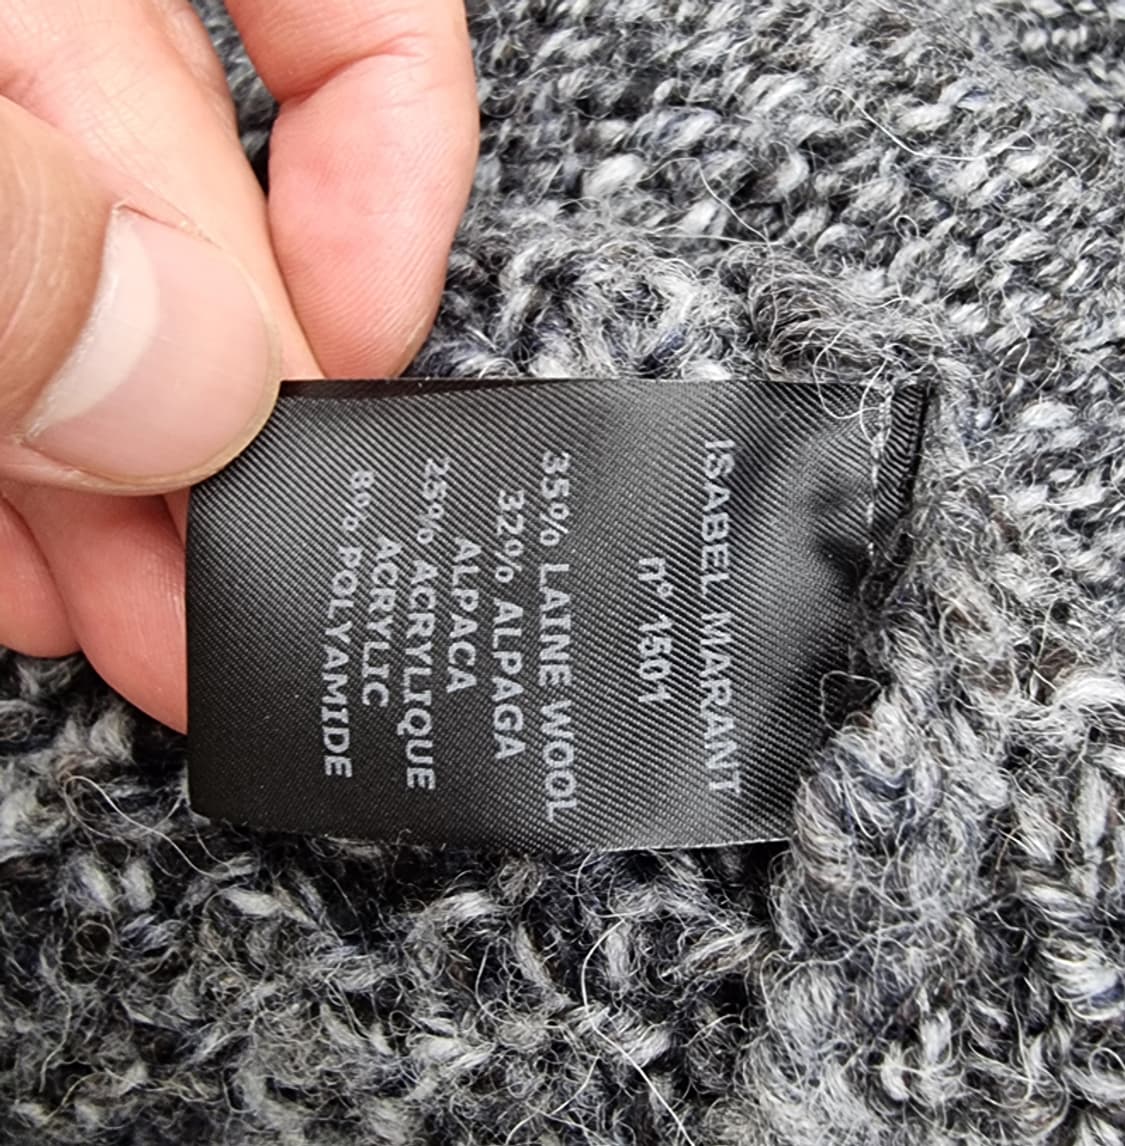 ISABEL MARANT
n° 1501
35% LAINE WOOL
32% ALPAGA
ALPACA
25% ACRYLIQUE
ACRYLIC
8% POLYAMIDE